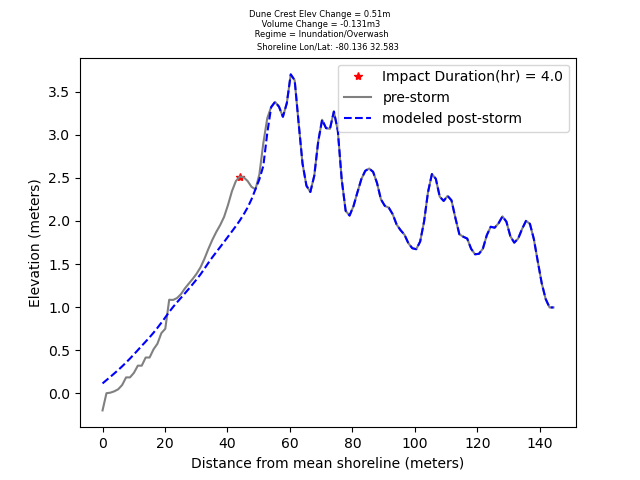 Dune Crest Elev Change = 0.51m
Volume Change = -0.131m3
Regime = Inundation/Overwash
Shoreline Lon/Lat: -80.136 32.583
Impact Duration(hr) = 4.0
pre-storm
modeled post-storm
Elevation (meters)
3.5
3.0
2.5
2.0
1.5
1.0
0.5
0.0
0 20 40 60 80 100 120 140
Distance from mean shoreline (meters)